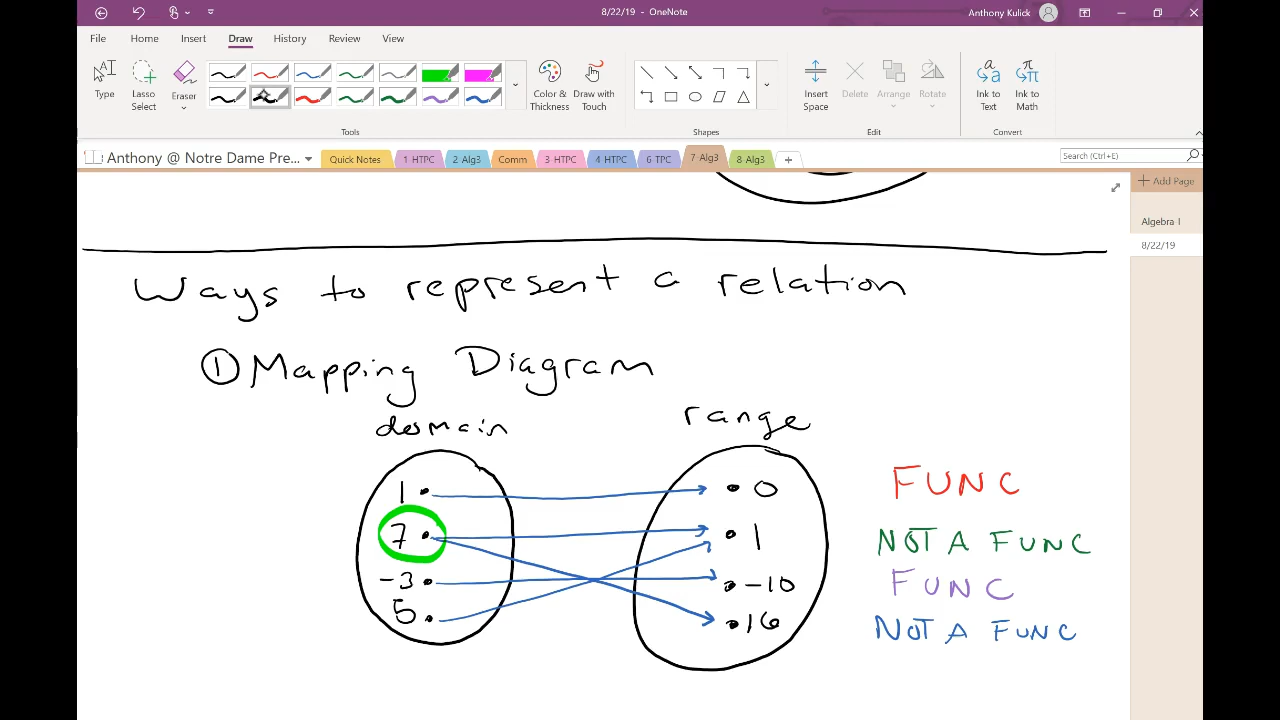 8/22/19 - OneNote
Anthony Kulick
File Home Insert Draw History Review View
Type
Lasso Select
Eraser
Color & Thickness
Draw with Touch
Insert Space
Delete
Arrange
Rotate
Ink to Text
Ink to Math
Tools
Shapes
Edit
Convert
Anthony @ Notre Dame Pre...
Quick Notes 1 HTPC 2 Alg3 Comm 3 HTPC 4 HTPC 6 TPC 7 Alg3 8 Alg3 +
Search (Ctrl+E)
+ Add Page
Algebra I
8/22/19
Ways to represent a relation
① Mapping Diagram
domain range
1 0 FUNC
7 1 NOT A FUNC
-3 -10 FUNC
5 16 NOT A FUNC